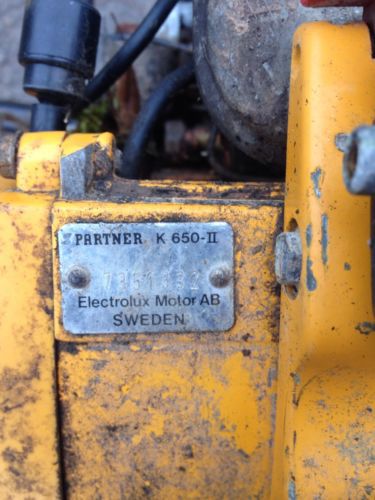 PARTNER K 650-II
Electrolux Motor AB
SWEDEN